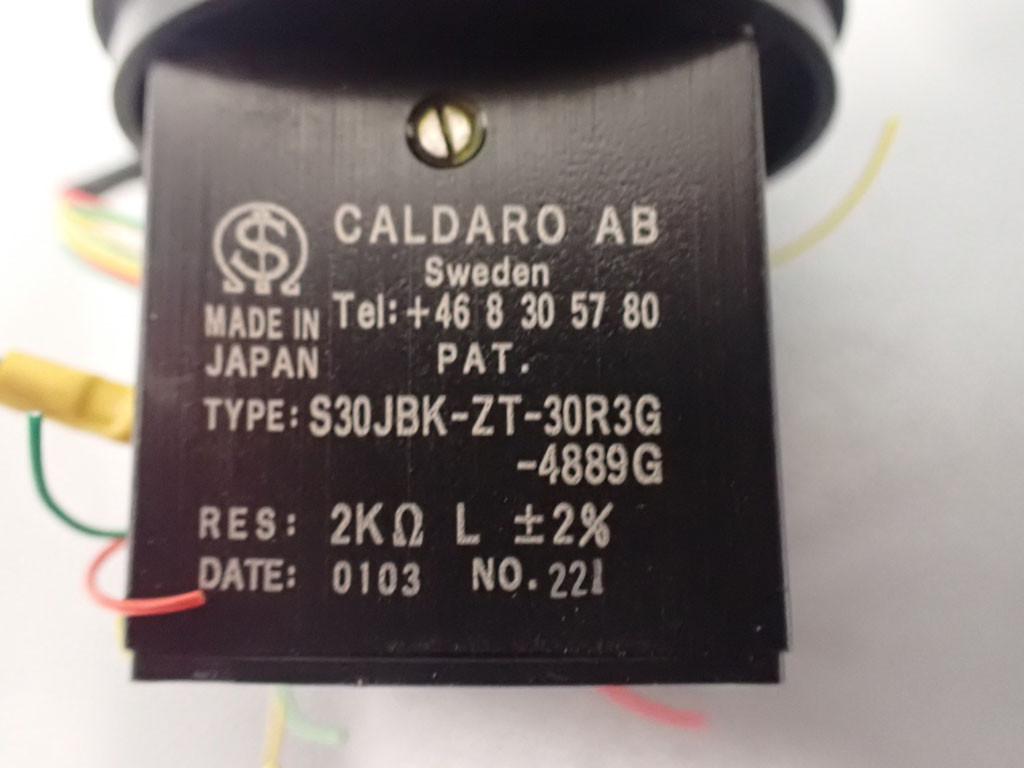 CALDARO AB
Sweden
MADE IN
JAPAN
Tel: +46 8 30 57 80
PAT.
TYPE: S30JBK-ZT-30R3G
-4889G
RES: 2KΩ L ±2%
DATE: 0103 NO. 221